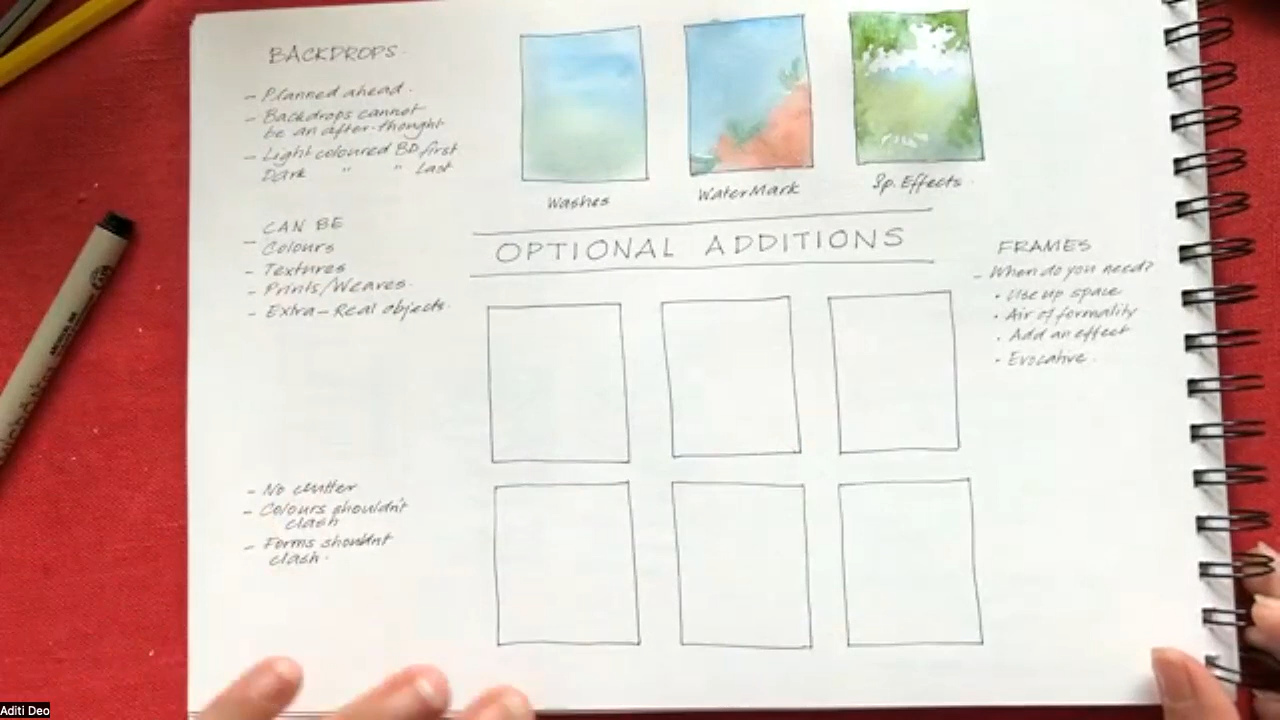 BACKDROPS
- Planned ahead.
- Backdrops cannot
be an after-thought
- Light coloured BD first
Dark " " Last
CAN BE
- Colours
- Textures
- Prints/Weaves.
- Extra-Real objects.
- No clutter
- Colours shouldn't
clash
- Forms shouldnt
clash.
Washes
WaterMark
Sp. Effects
OPTIONAL ADDITIONS
FRAMES
- When do you need?
• Use up space
• Air of formality
• Add an effect
• Evocative.
Aditi Deo